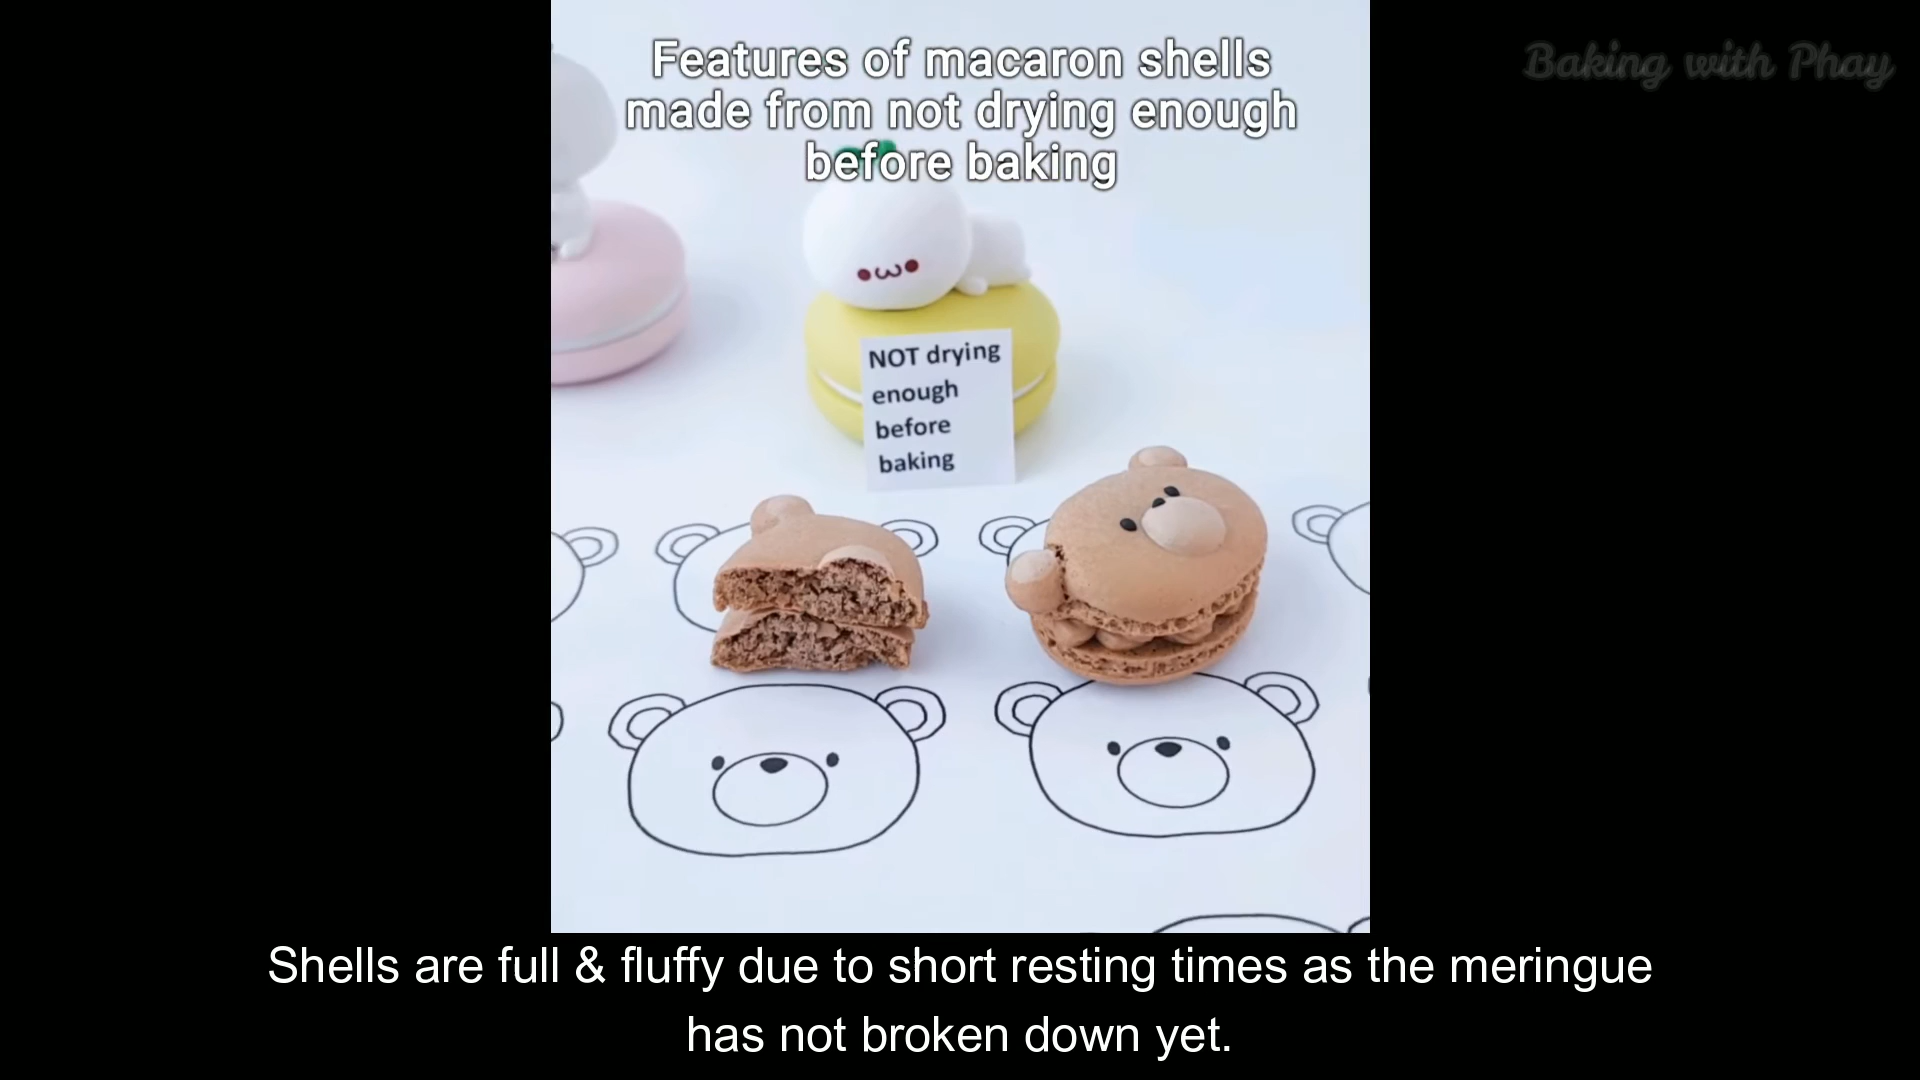 Features of macaron shells
made from not drying enough
before baking
Baking with Phay
NOT drying
enough
before
baking
Shells are full & fluffy due to short resting times as the meringue
has not broken down yet.